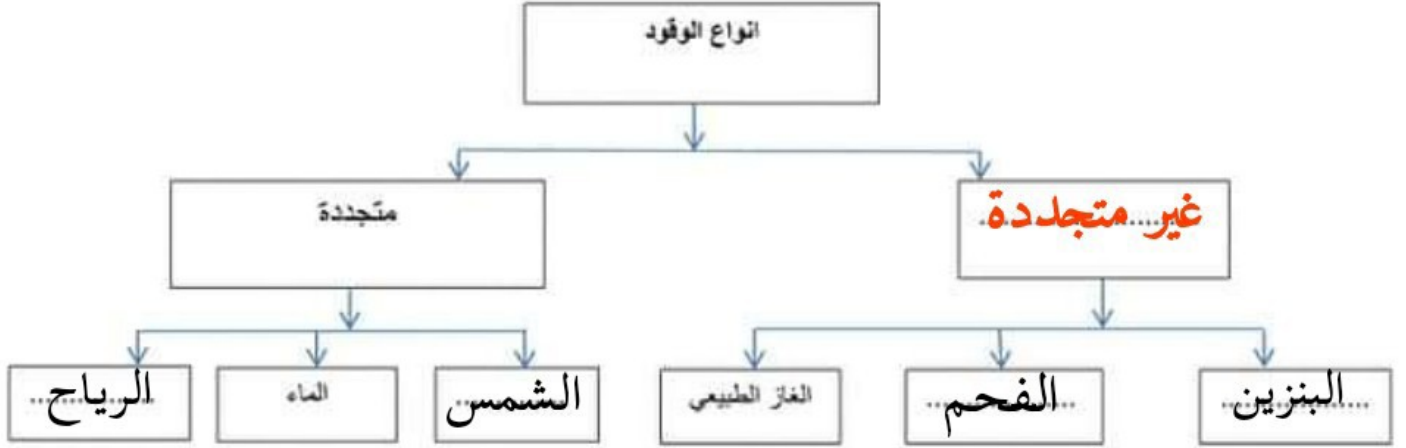 انواع الوقود
غير متجددة
متجددة
البنزين
الفحم
الغاز الطبيعي
الشمس
الماء
الرياح